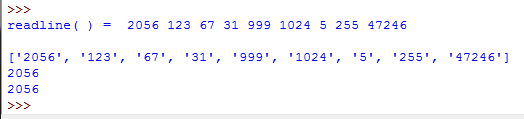 >>>
readline( ) =  2056 123 67 31 999 1024 5 255 47246
['2056', '123', '67', '31', '999', '1024', '5', '255', '47246']
2056
2056
>>>